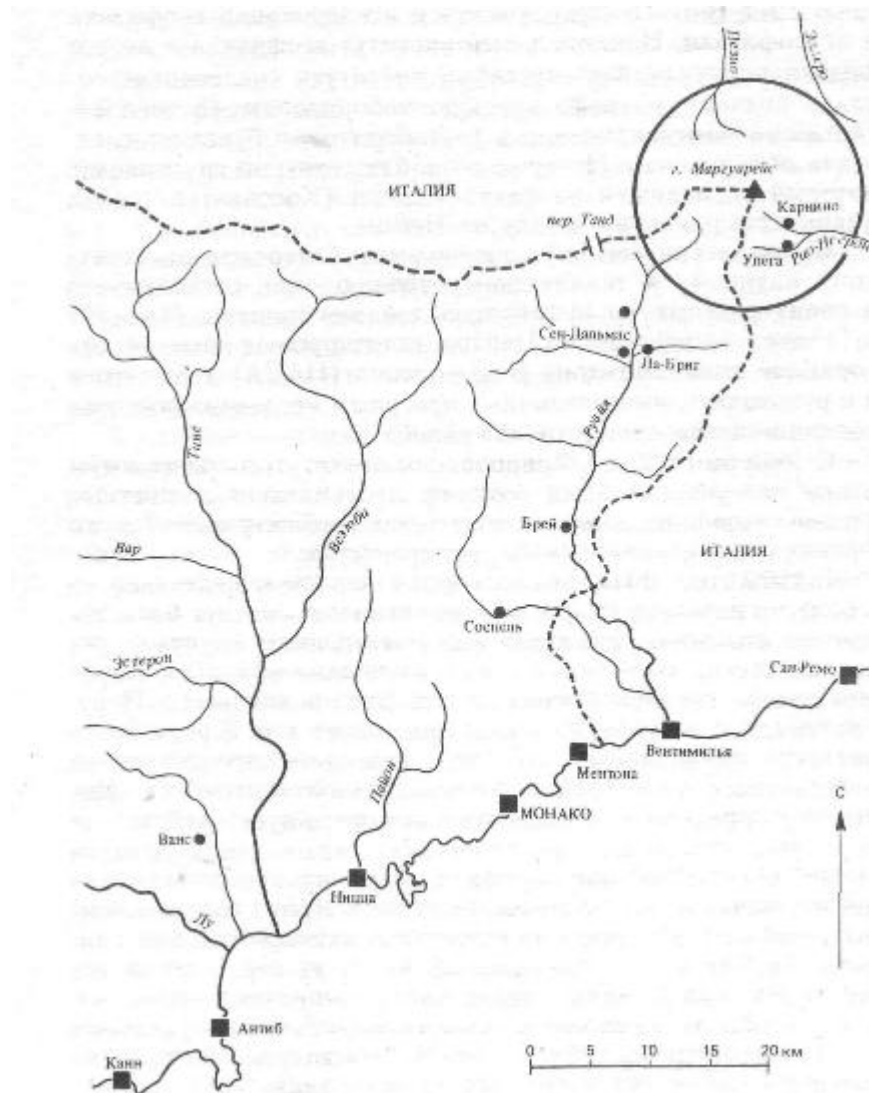 Пезио
г. Маргуарейс
ИТАЛИЯ
Карнино
пер. Танд
Упега
Сен-Дальмас
Ла-Бриг
Руайя
Тине
Везюби
Брей
Вар
ИТАЛИЯ
Соспель
Эстерон
Сан-Ремо
Вентимилья
Ментона
Пайон
МОНАКО
С
Ванс
Ницца
Лу
Антиб
0 5 10 15 20 км
Канн